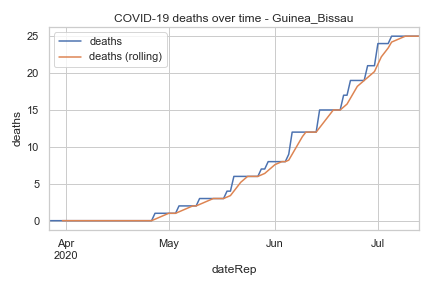 COVID-19 deaths over time - Guinea_Bissau
deaths
deaths (rolling)
25
20
15
10
5
0
deaths
Apr
2020
May
Jun
Jul
dateRep